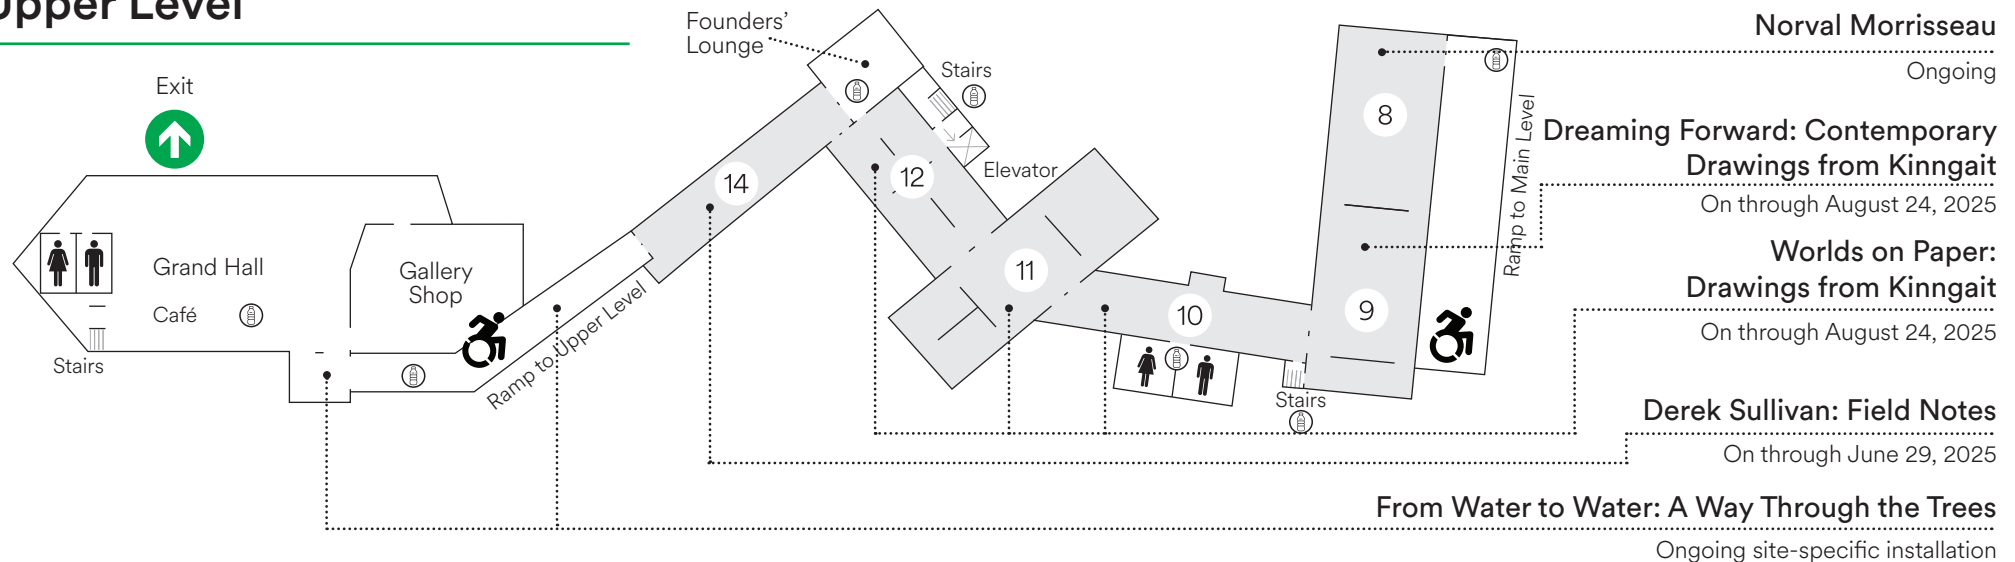 Upper Level
Founders’
Lounge
Stairs
Exit
Elevator
8
12
14
Grand Hall
Gallery
Shop
Café
11
10
9
Stairs
Ramp to Upper Level
Stairs
Ramp to Main Level
Norval Morrisseau
Ongoing
Dreaming Forward: Contemporary
Drawings from Kinngait
On through August 24, 2025
Worlds on Paper:
Drawings from Kinngait
On through August 24, 2025
Derek Sullivan: Field Notes
On through June 29, 2025
From Water to Water: A Way Through the Trees
Ongoing site-specific installation